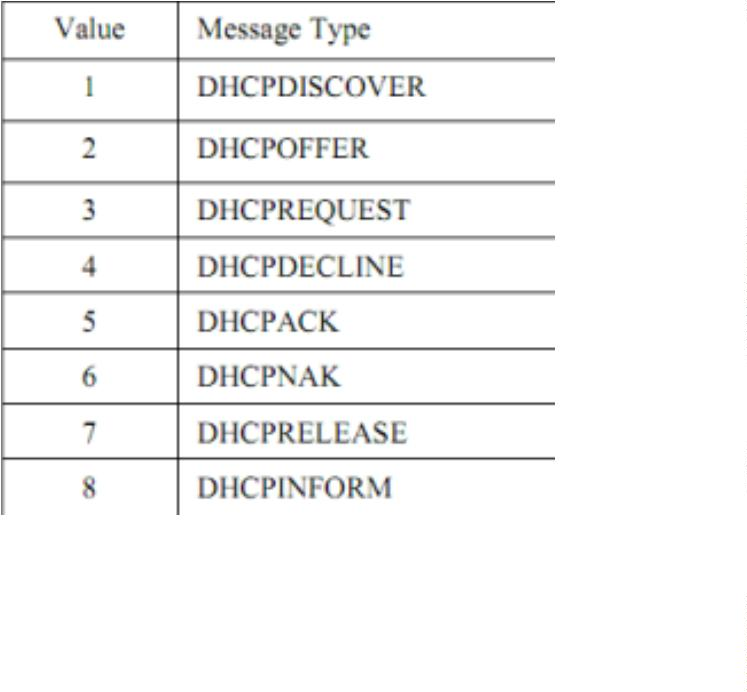 Value Message Type
1 DHCPDISCOVER
2 DHCPOFFER
3 DHCPREQUEST
4 DHCPDECLINE
5 DHCPACK
6 DHCPNAK
7 DHCPRELEASE
8 DHCPINFORM